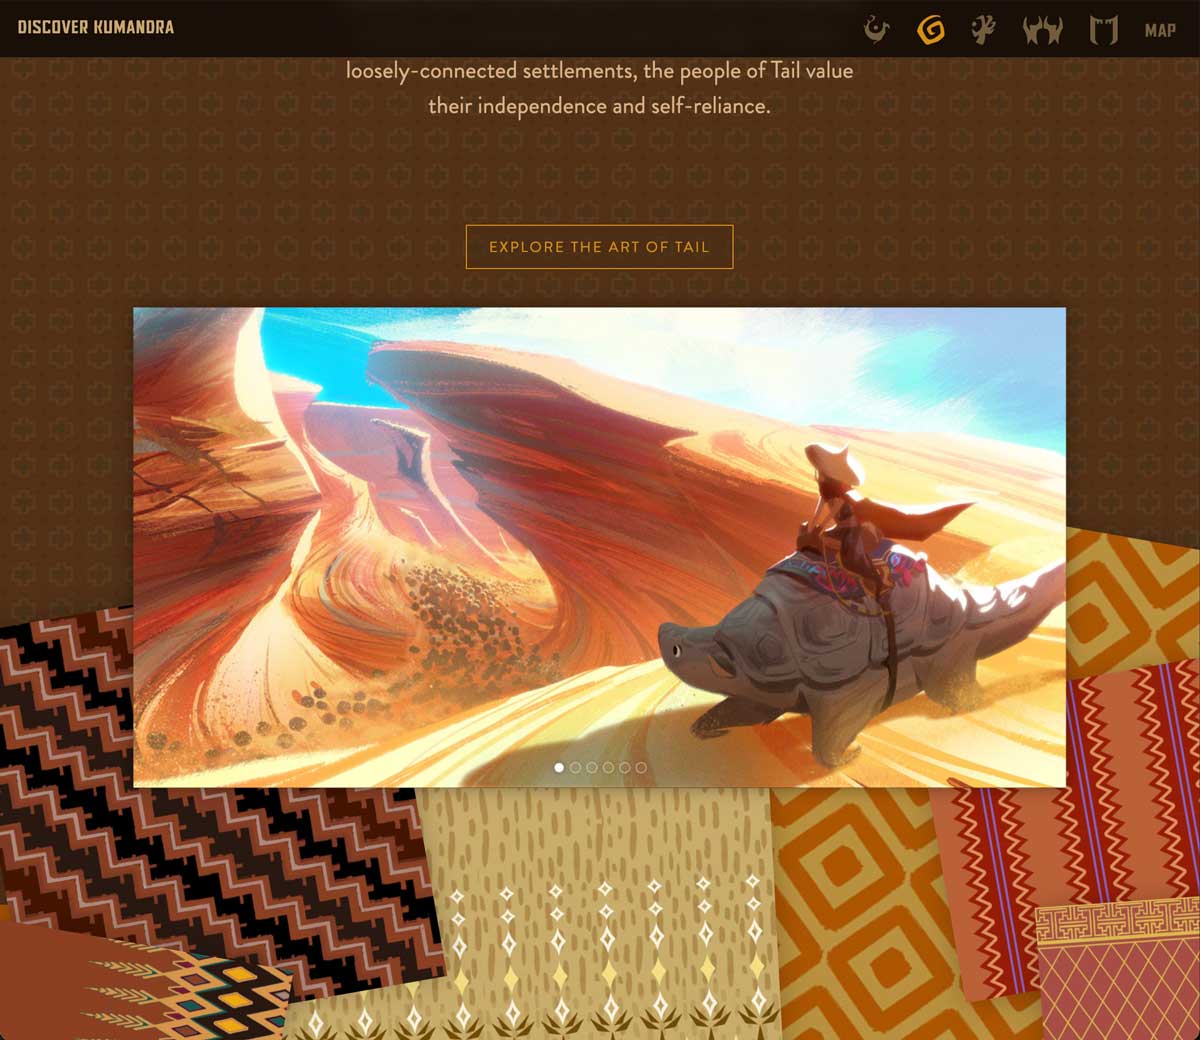 DISCOVER KUMANDRA
MAP
loosely-connected settlements, the people of Tail value
their independence and self-reliance.
EXPLORE THE ART OF TAIL